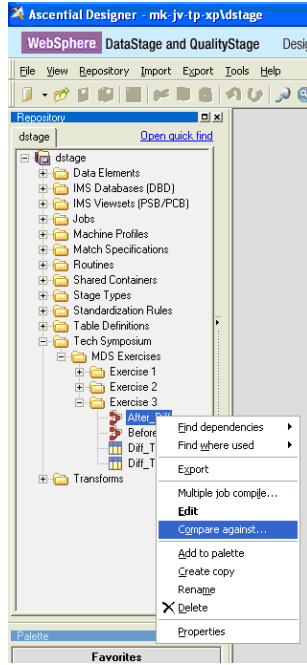 Ascential Designer - mk-jv-tp-xp\dstage
WebSphere DataStage and QualityStage
File View Repository Import Export Tools Help
Repository
dstage Open quick find
dstage
Data Elements
IMS Databases (DBD)
IMS Viewsets (PSB/PCB)
Jobs
Machine Profiles
Match Specifications
Routines
Shared Containers
Stage Types
Standardization Rules
Table Definitions
Tech Symposium
MDS Exercises
Exercise 1
Exercise 2
Exercise 3
After_Diff
Before
Diff_T
Diff_T
Transforms
Find dependencies
Find where used
Export
Multiple job compile...
Edit
Compare against...
Add to palette
Create copy
Rename
Delete
Properties
Palette
Favorites